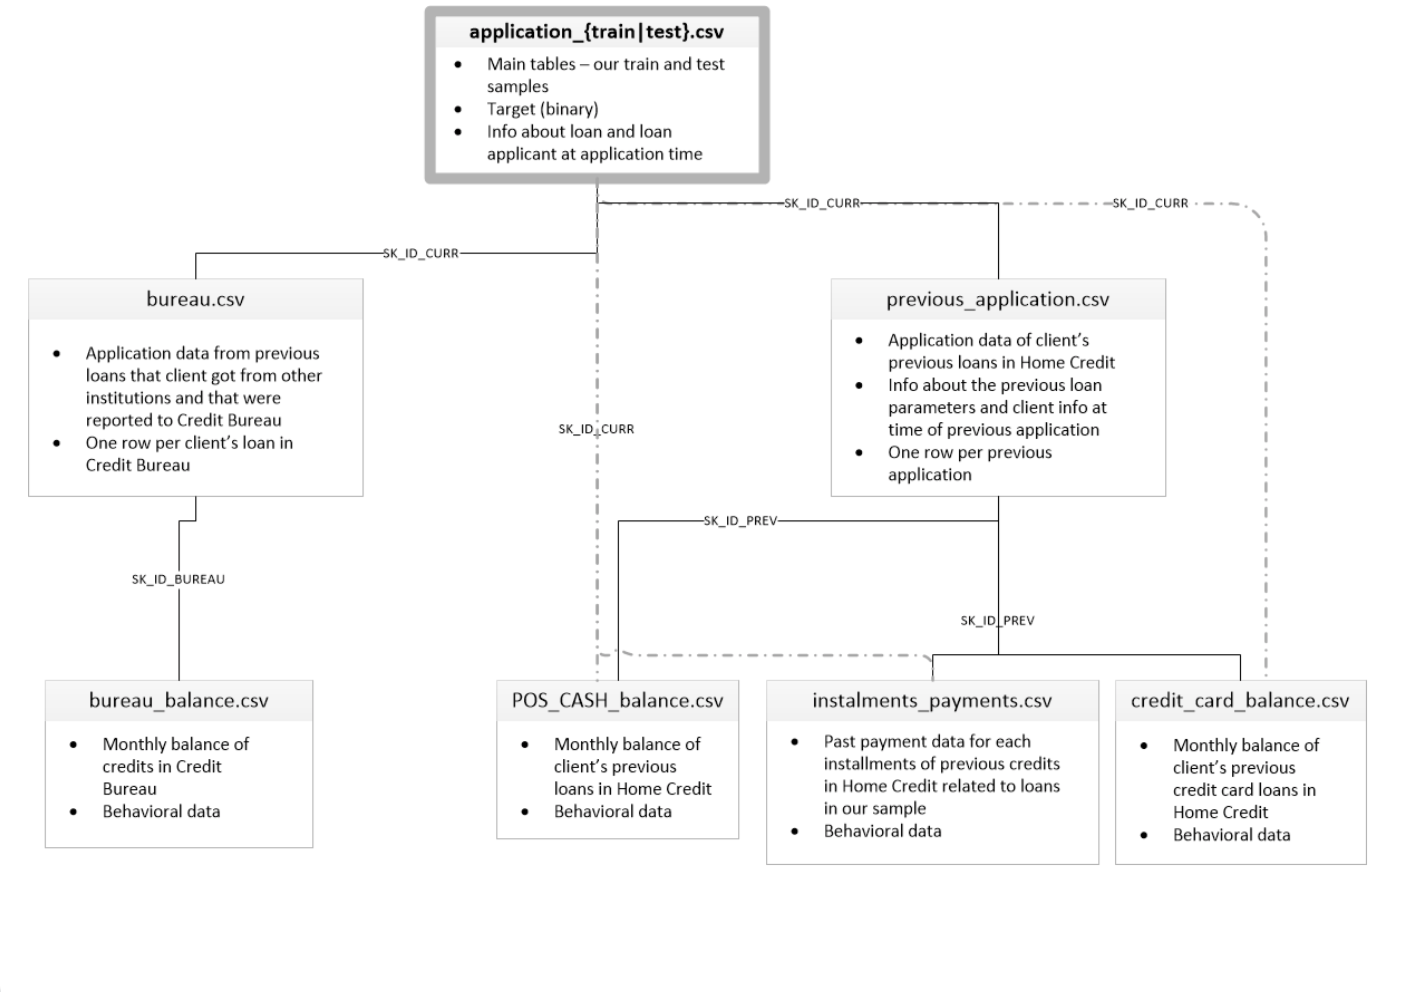 application_{train|test}.csv
• Main tables – our train and test
samples
• Target (binary)
• Info about loan and loan
applicant at application time
SK_ID_CURR
SK_ID_CURR
SK_ID_CURR
bureau.csv
• Application data from previous
loans that client got from other
institutions and that were
reported to Credit Bureau
• One row per client's loan in
Credit Bureau
previous_application.csv
• Application data of client's
previous loans in Home Credit
• Info about the previous loan
parameters and client info at
time of previous application
• One row per previous
application
SK_ID_CURR
SK_ID_PREV
SK_ID_BUREAU
SK_ID_PREV
bureau_balance.csv
• Monthly balance of
credits in Credit
Bureau
• Behavioral data
POS_CASH_balance.csv
• Monthly balance of
client's previous
loans in Home Credit
• Behavioral data
instalments_payments.csv
• Past payment data for each
installments of previous credits
in Home Credit related to loans
in our sample
• Behavioral data
credit_card_balance.csv
• Monthly balance of
client's previous
credit card loans in
Home Credit
• Behavioral data